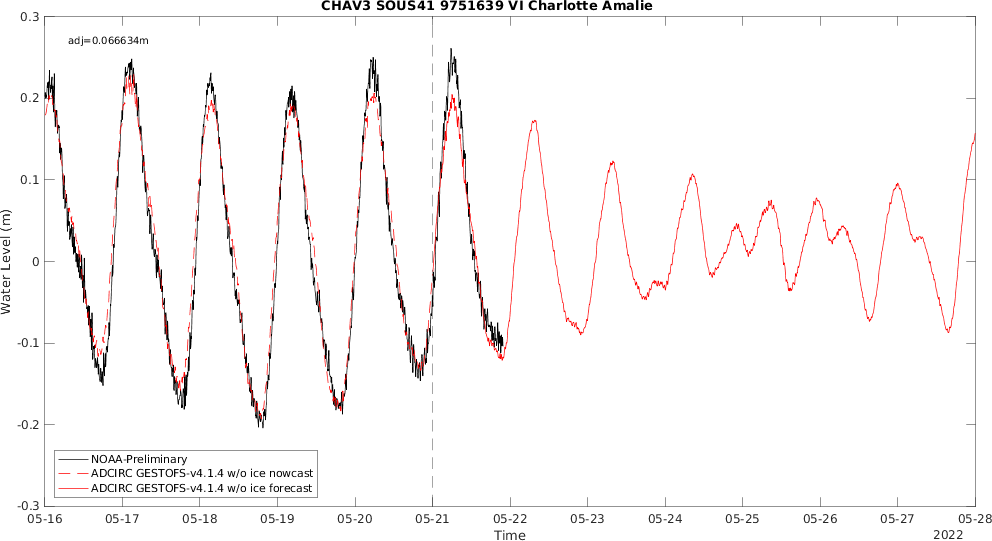 CHAV3 SOUS41 9751639 VI Charlotte Amalie
adj=0.066634m
0.3
0.2
0.1
0
-0.1
-0.2
-0.3
Water Level (m)
NOAA-Preliminary
ADCIRC GESTOFS-v4.1.4 w/o ice nowcast
ADCIRC GESTOFS-v4.1.4 w/o ice forecast
05-16 05-17 05-18 05-19 05-20 05-21 05-22 05-23 05-24 05-25 05-26 05-27 05-28
Time
2022